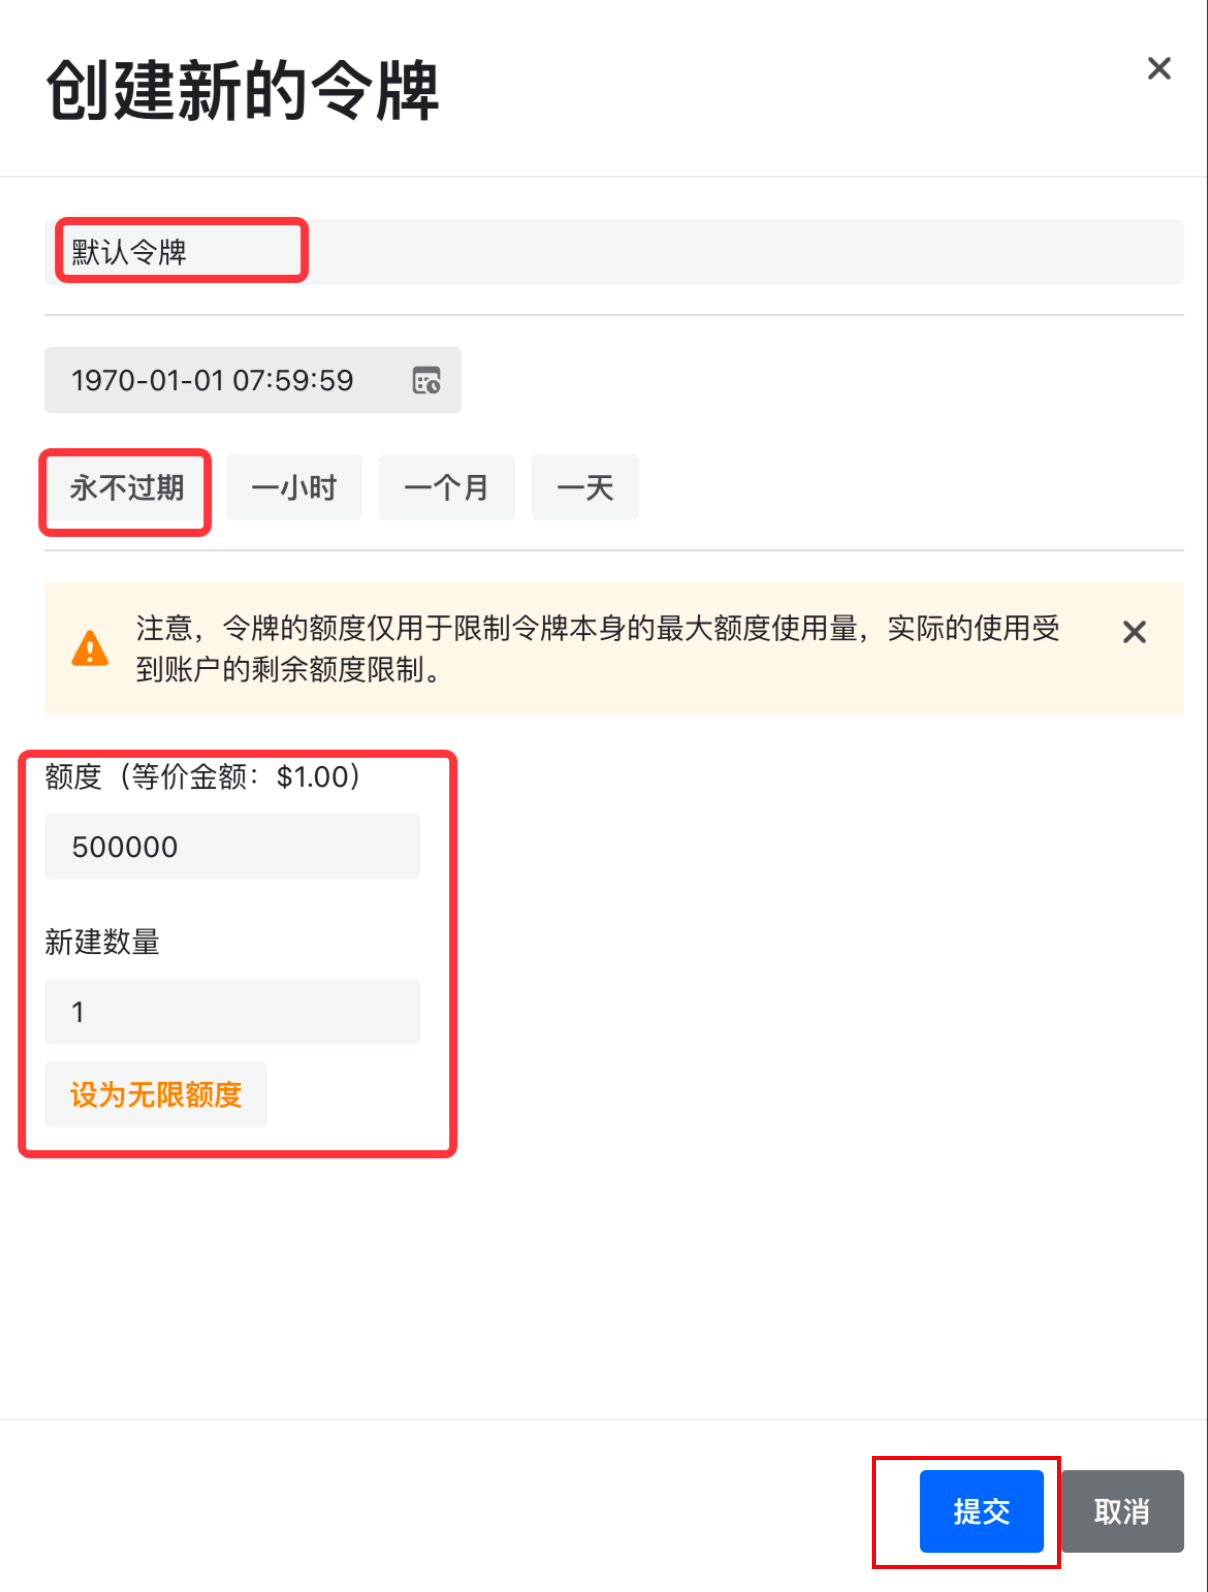 创建新的令牌
默认令牌
1970-01-01 07:59:59
永不过期 一小时 一个月 一天
注意，令牌的额度仅用于限制令牌本身的最大额度使用量，实际的使用受
到账户的剩余额度限制。
额度（等价金额：$1.00）
500000
新建数量
1
设为无限额度
提交 取消